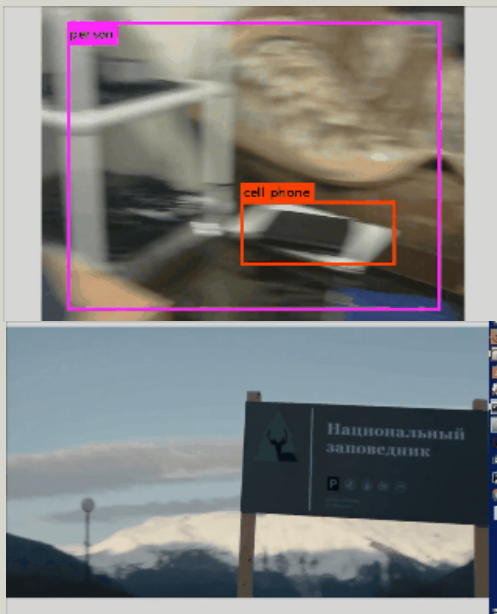 person
cell phone
Национальный
заповедник
P